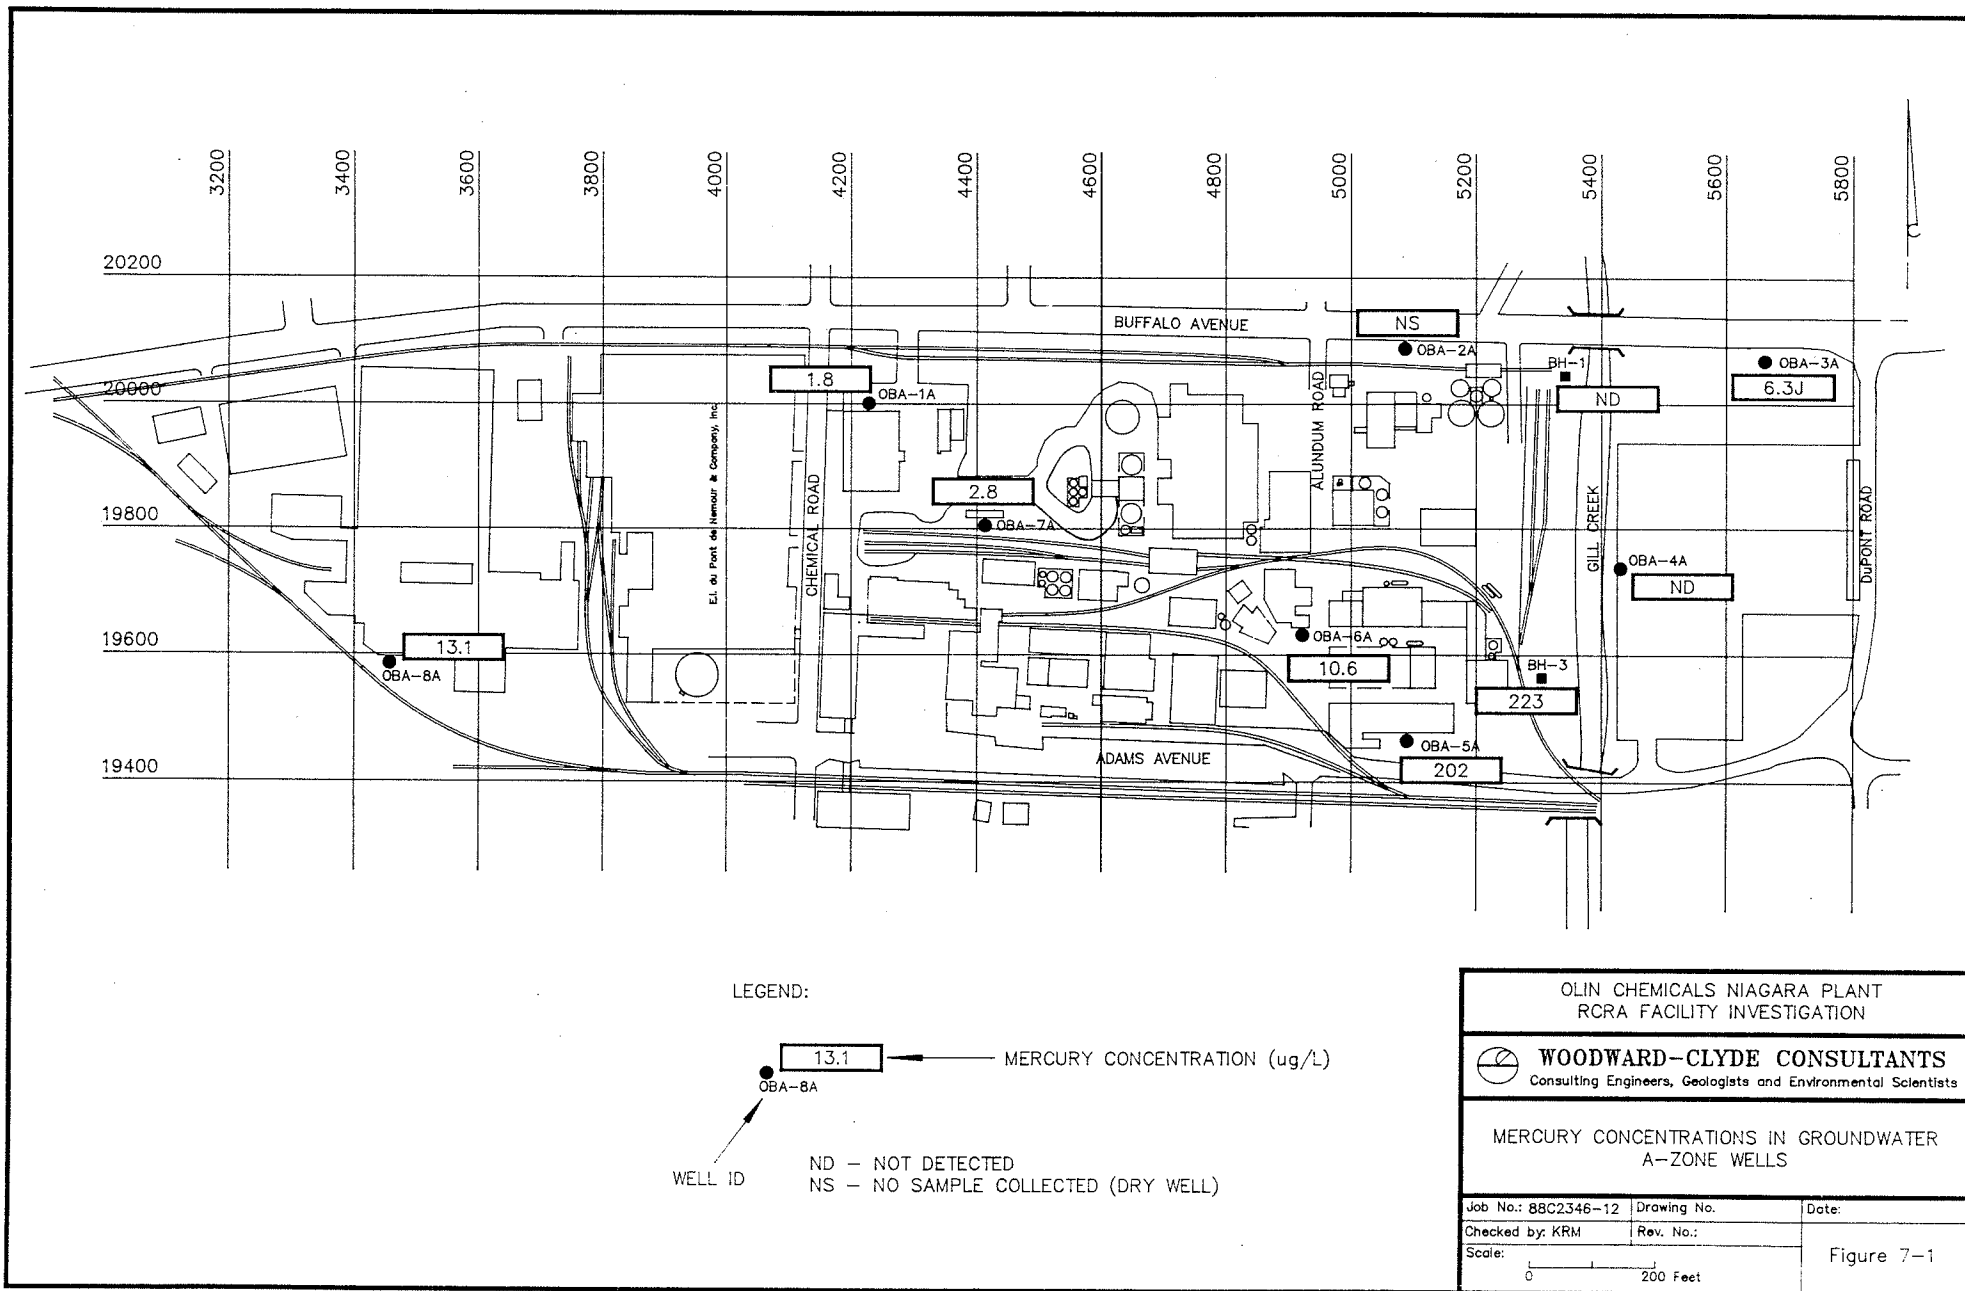 3200
3400
3600
3800
4000
4200
4400
4600
4800
5000
5200
5400
5600
5800
20200
20000
19800
19600
19400
BUFFALO AVENUE
NS
OBA-2A
BH-1
ND
OBA-3A
6.3J
1.8
OBA-1A
E.I. du Pont de Nemour & Company, Inc.
CHEMICAL ROAD
ALUNDUM ROAD
GILL CREEK
DuPONT ROAD
2.8
OBA-7A
OBA-4A
ND
13.1
OBA-8A
OBA-6A
10.6
BH-3
223
OBA-5A
202
ADAMS AVENUE
LEGEND:
13.1
MERCURY CONCENTRATION (ug/L)
OBA-8A
WELL ID
ND – NOT DETECTED
NS – NO SAMPLE COLLECTED (DRY WELL)
OLIN CHEMICALS NIAGARA PLANT
RCRA FACILITY INVESTIGATION
WOODWARD-CLYDE CONSULTANTS
Consulting Engineers, Geologists and Environmental Scientists
MERCURY CONCENTRATIONS IN GROUNDWATER
A-ZONE WELLS
Job No.: 88C2346-12
Drawing No.
Date:
Checked by: KRM
Rev. No.:
Scale:
0
200 Feet
Figure 7-1